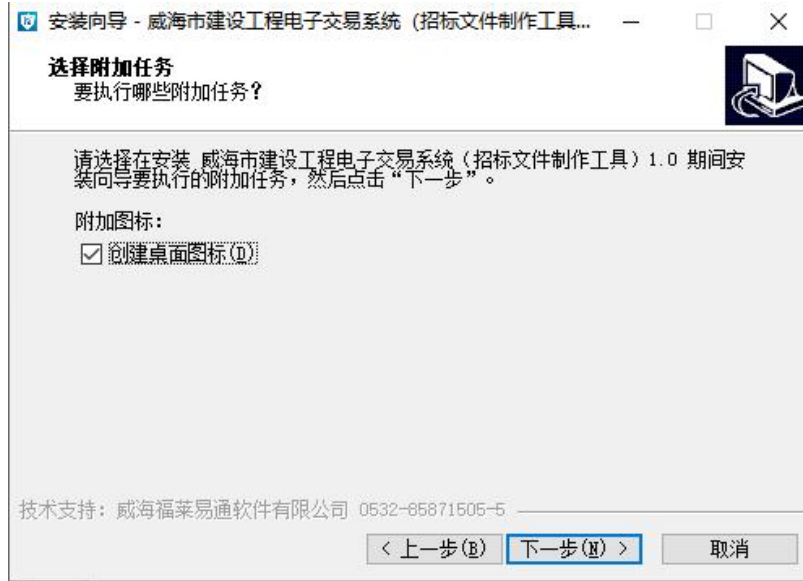 安装向导 - 威海市建设工程电子交易系统 (招标文件制作工具...
选择附加任务
要执行哪些附加任务?
请选择在安装 威海市建设工程电子交易系统（招标文件制作工具）1.0 期间安
装向导要执行的附加任务，然后点击“下一步”。
附加图标:
创建桌面图标(D)
技术支持: 威海福莱易通软件有限公司 0532-85871505-5
< 上一步(B) 下一步(N) > 取消